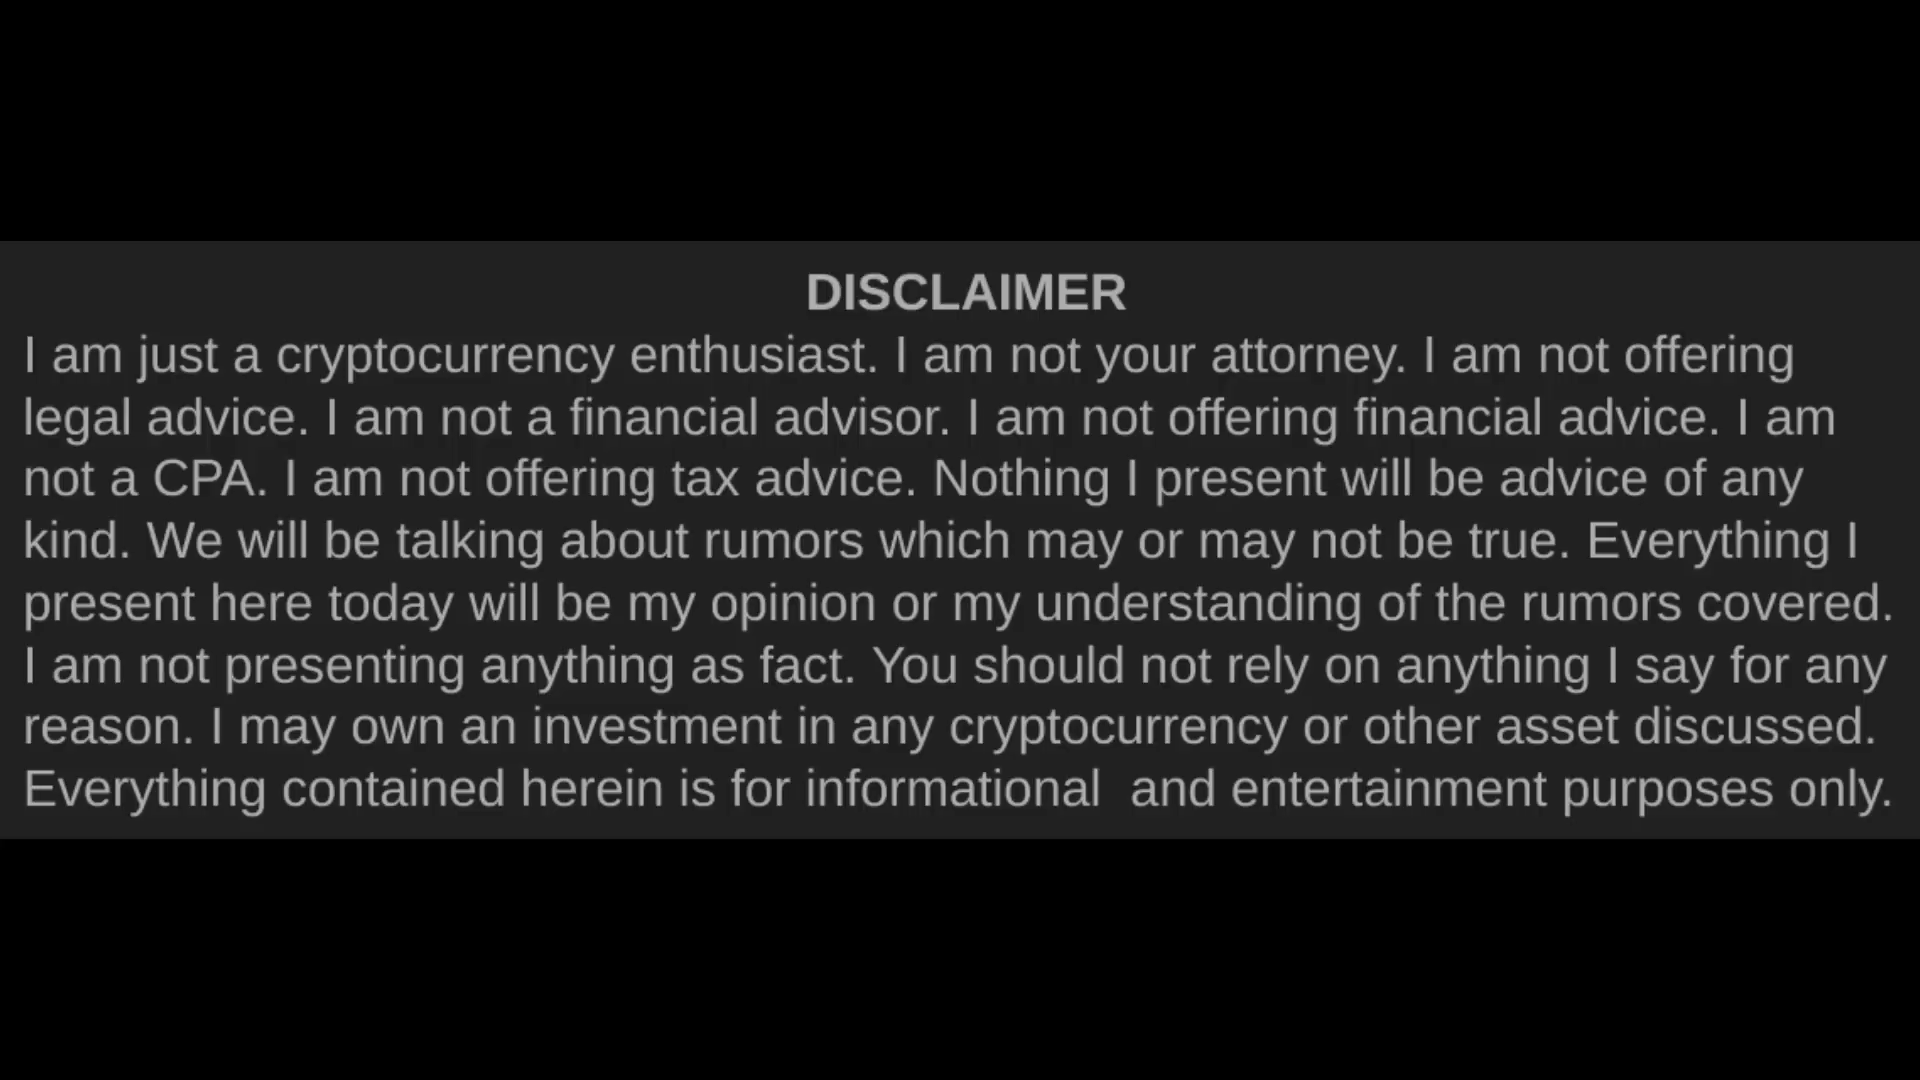 DISCLAIMER
I am just a cryptocurrency enthusiast. I am not your attorney. I am not offering
legal advice. I am not a financial advisor. I am not offering financial advice. I am
not a CPA. I am not offering tax advice. Nothing I present will be advice of any
kind. We will be talking about rumors which may or may not be true. Everything I
present here today will be my opinion or my understanding of the rumors covered.
I am not presenting anything as fact. You should not rely on anything I say for any
reason. I may own an investment in any cryptocurrency or other asset discussed.
Everything contained herein is for informational  and entertainment purposes only.